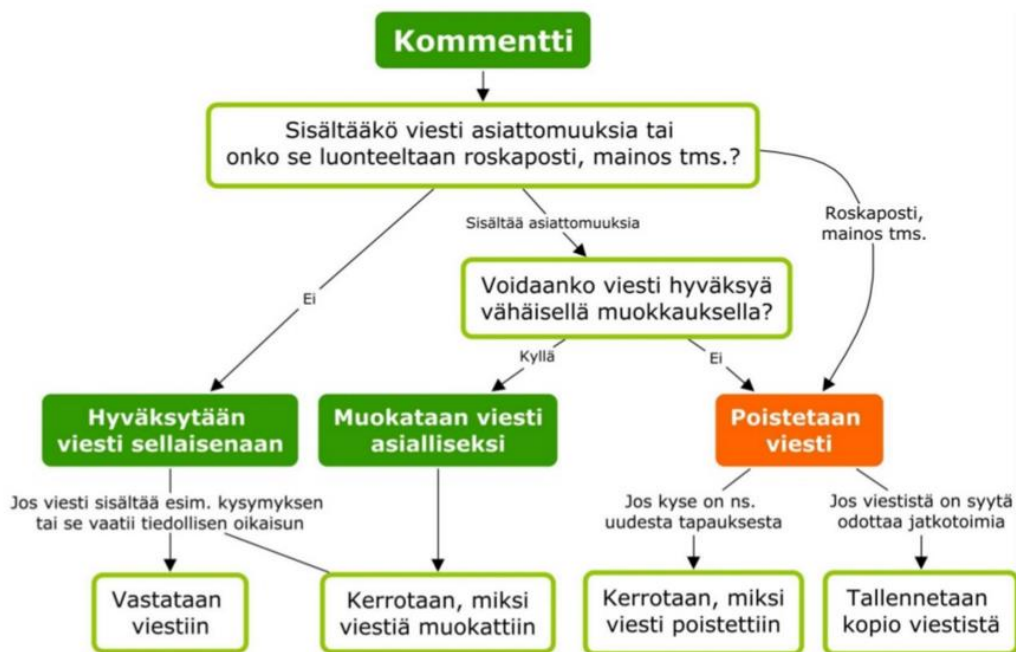 Kommentti
Sisältääkö viesti asiattomuuksia tai
onko se luonteeltaan roskaposti, mainos tms.?
Sisältää asiattomuuksia
Roskaposti,
mainos tms.
Voidaanko viesti hyväksyä
vähäisellä muokkauksella?
Ei
Kyllä
Ei
Hyväksytään
viesti sellaisenaan
Muokataan viesti
asialliseksi
Poistetaan
viesti
Jos viesti sisältää esim. kysymyksen
tai se vaatii tiedollisen oikaisun
Jos kyse on ns.
uudesta tapauksesta
Jos viestistä on syytä
odottaa jatkotoimia
Vastataan
viestiin
Kerrotaan, miksi
viestiä muokattiin
Kerrotaan, miksi
viesti poistettiin
Tallennetaan
kopio viestistä